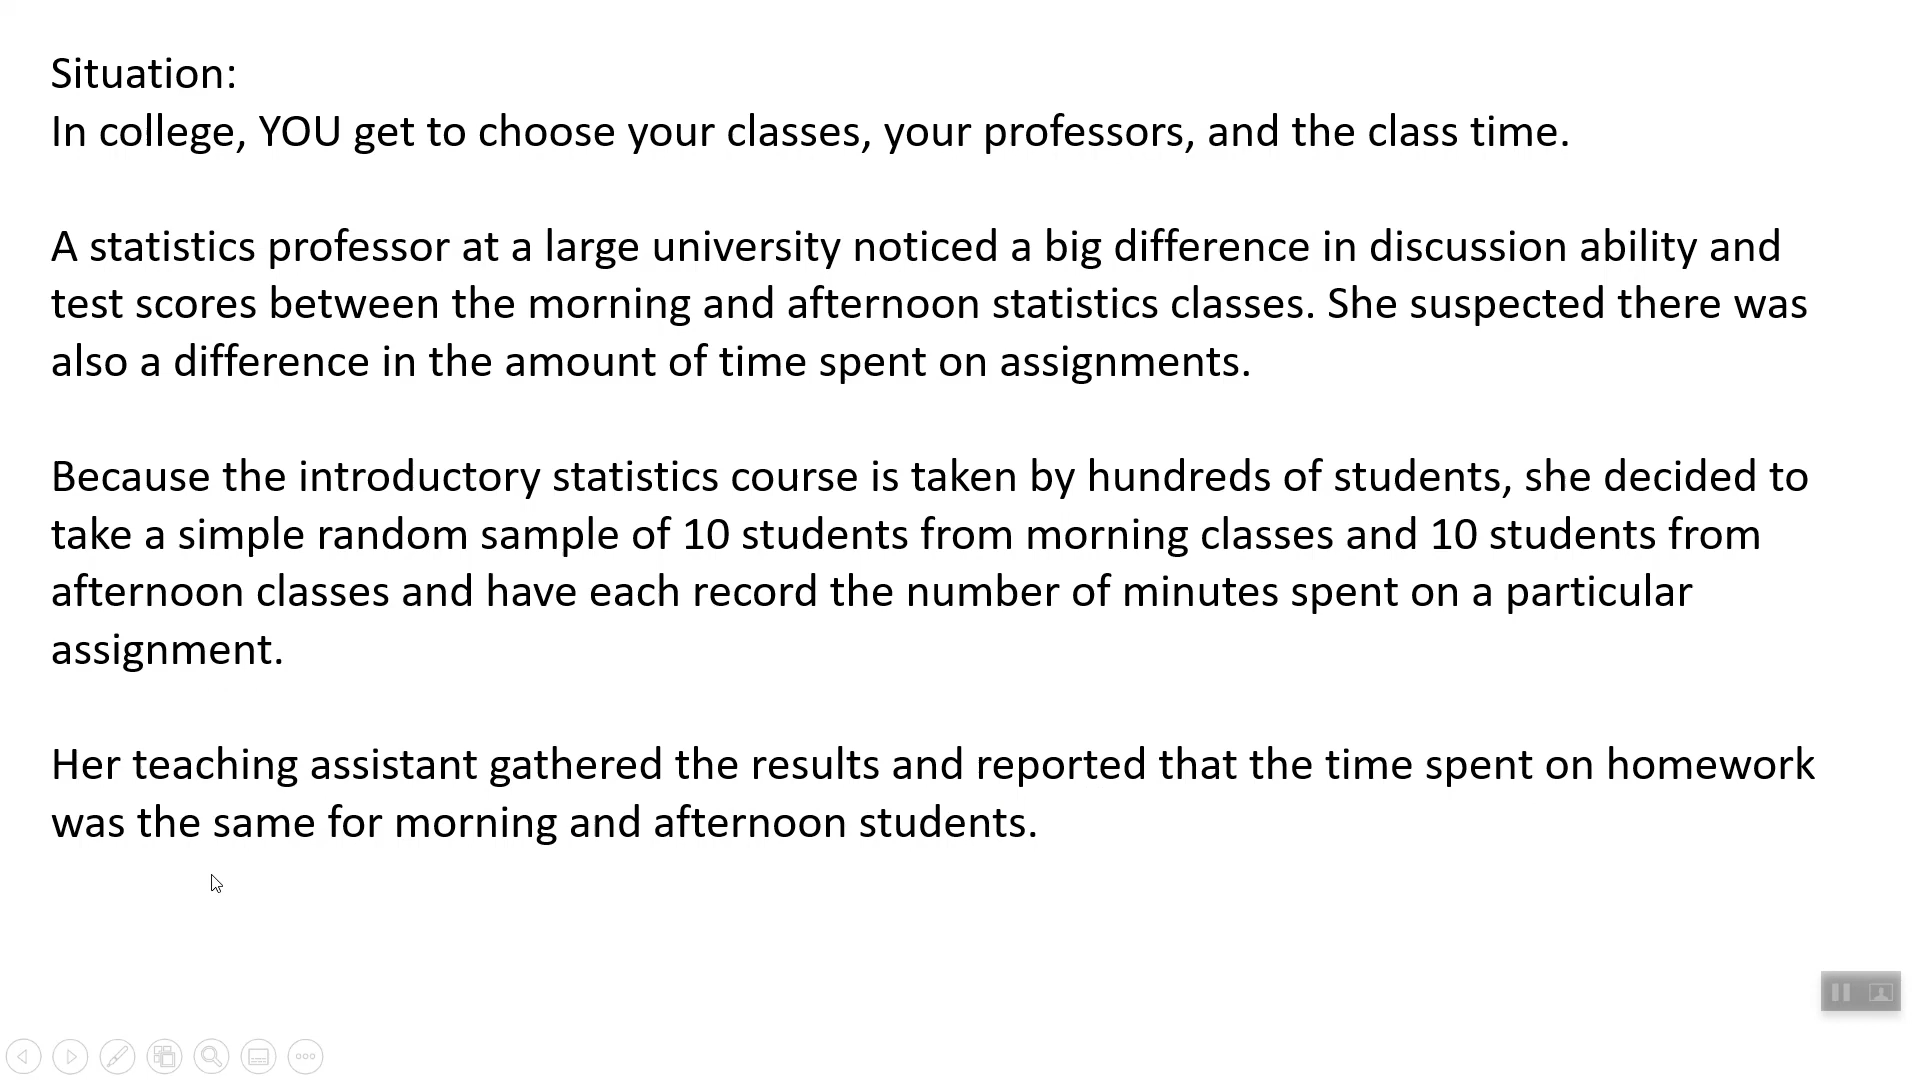 Situation:
In college, YOU get to choose your classes, your professors, and the class time.
A statistics professor at a large university noticed a big difference in discussion ability and
test scores between the morning and afternoon statistics classes. She suspected there was
also a difference in the amount of time spent on assignments.
Because the introductory statistics course is taken by hundreds of students, she decided to
take a simple random sample of 10 students from morning classes and 10 students from
afternoon classes and have each record the number of minutes spent on a particular
assignment.
Her teaching assistant gathered the results and reported that the time spent on homework
was the same for morning and afternoon students.